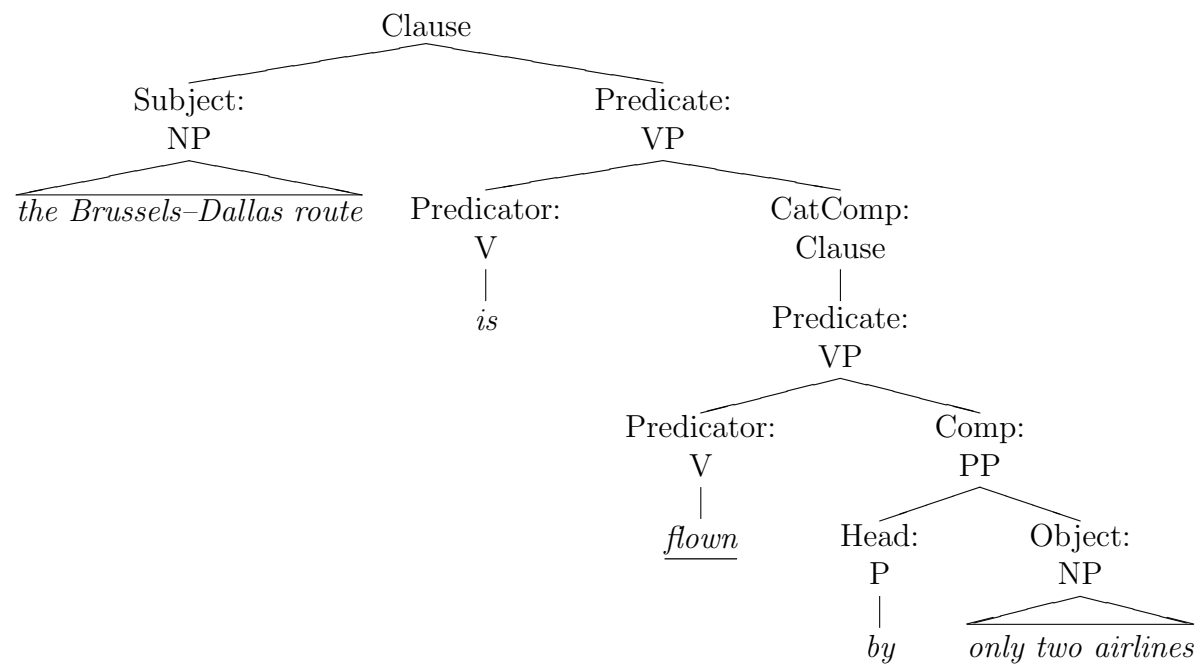 Clause
Subject: Predicate:
NP VP
the Brussels–Dallas route Predicator: CatComp:
V Clause
is Predicate:
VP
Predicator: Comp:
V PP
flown Head: Object:
P NP
by only two airlines